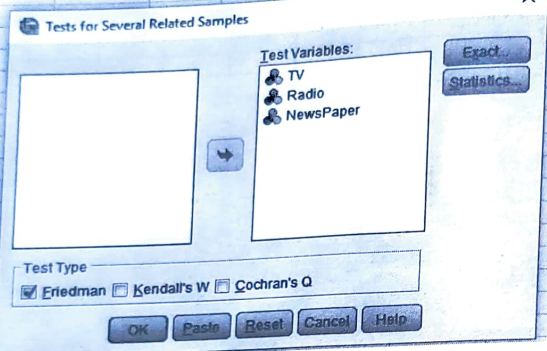 Tests for Several Related Samples
Test Variables:
Exact...
TV
Statistics...
Radio
NewsPaper
Test Type
Friedman Kendall's W Cochran's Q
OK Paste Reset Cancel Help